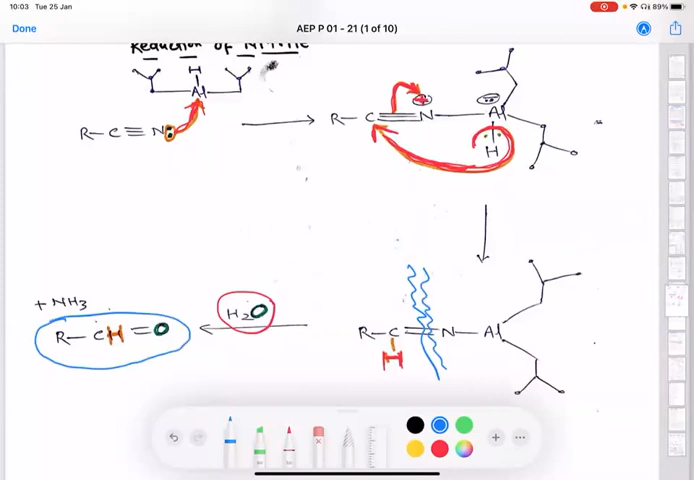 10:03 Tue 25 Jan
89%
Done
AEP P 01 - 21 (1 of 10)
Reduction of Nitrile
H
Al
R-C≡N:
R-C≡N-Al
H
+ NH3
H2O
R-CH=O
R-C=N-Al
H